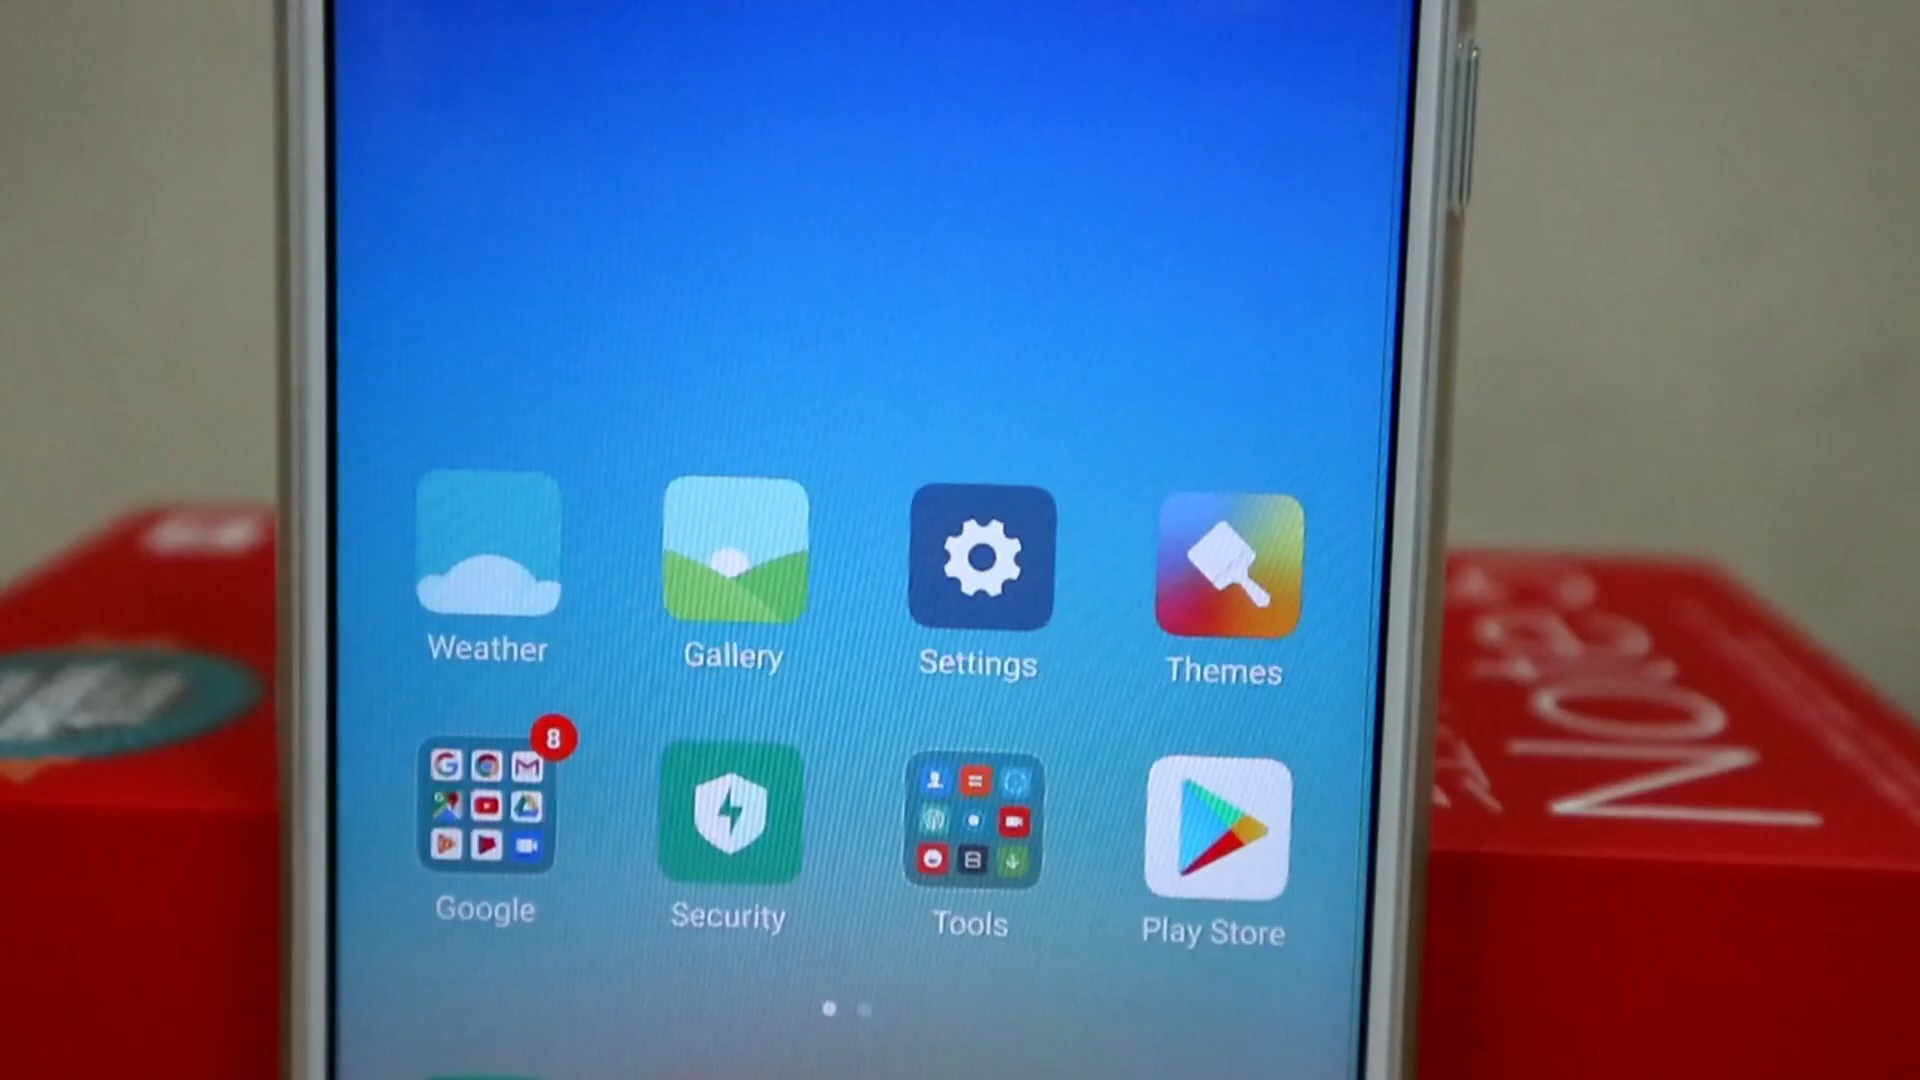 Weather
Gallery
Settings
Themes
8
Google
Security
Tools
Play Store